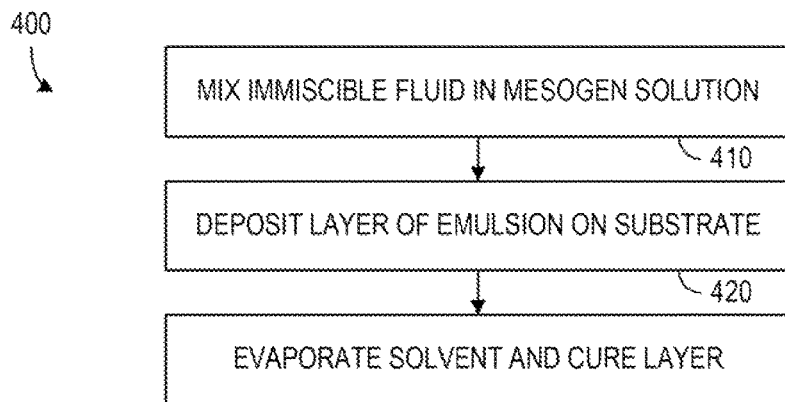 400
MIX IMMISCIBLE FLUID IN MESOGEN SOLUTION
410
DEPOSIT LAYER OF EMULSION ON SUBSTRATE
420
EVAPORATE SOLVENT AND CURE LAYER